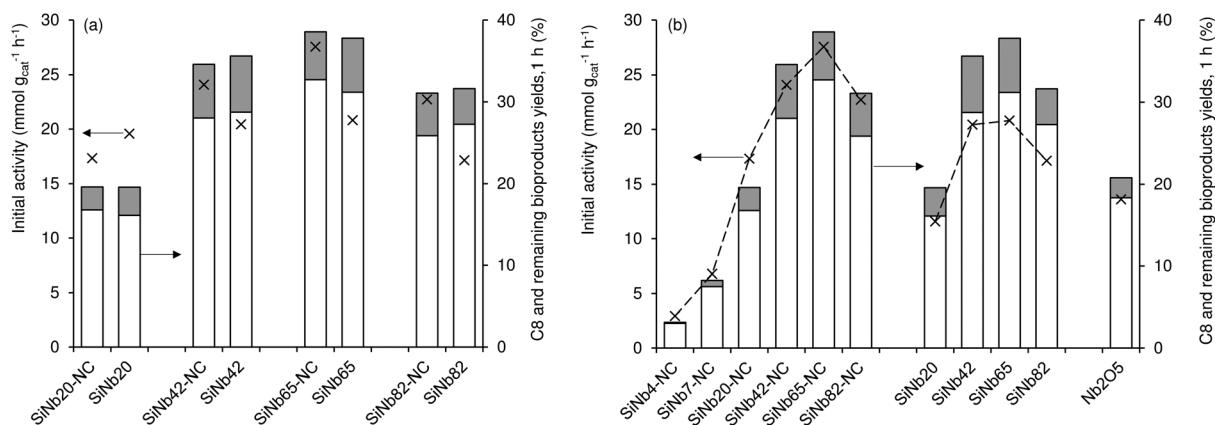 (a)
Initial activity (mmol g_cat^-1 h^-1)
30
25
20
15
10
5
0
40
30
20
10
0
C8 and remaining bioproducts yields,1 h (%)
SiNb20-NC
SiNb20
SiNb42-NC
SiNb42
SiNb65-NC
SiNb65
SiNb82-NC
SiNb82
(b)
Initial activity (mmol g_cat^-1 h^-1)
30
25
20
15
10
5
0
40
30
20
10
0
C8 and remaining bioproducts yields, 1 h (%)
SiNb4-NC
SiNb7-NC
SiNb20-NC
SiNb42-NC
SiNb65-NC
SiNb82-NC
SiNb20
SiNb42
SiNb65
SiNb82
Nb2O5